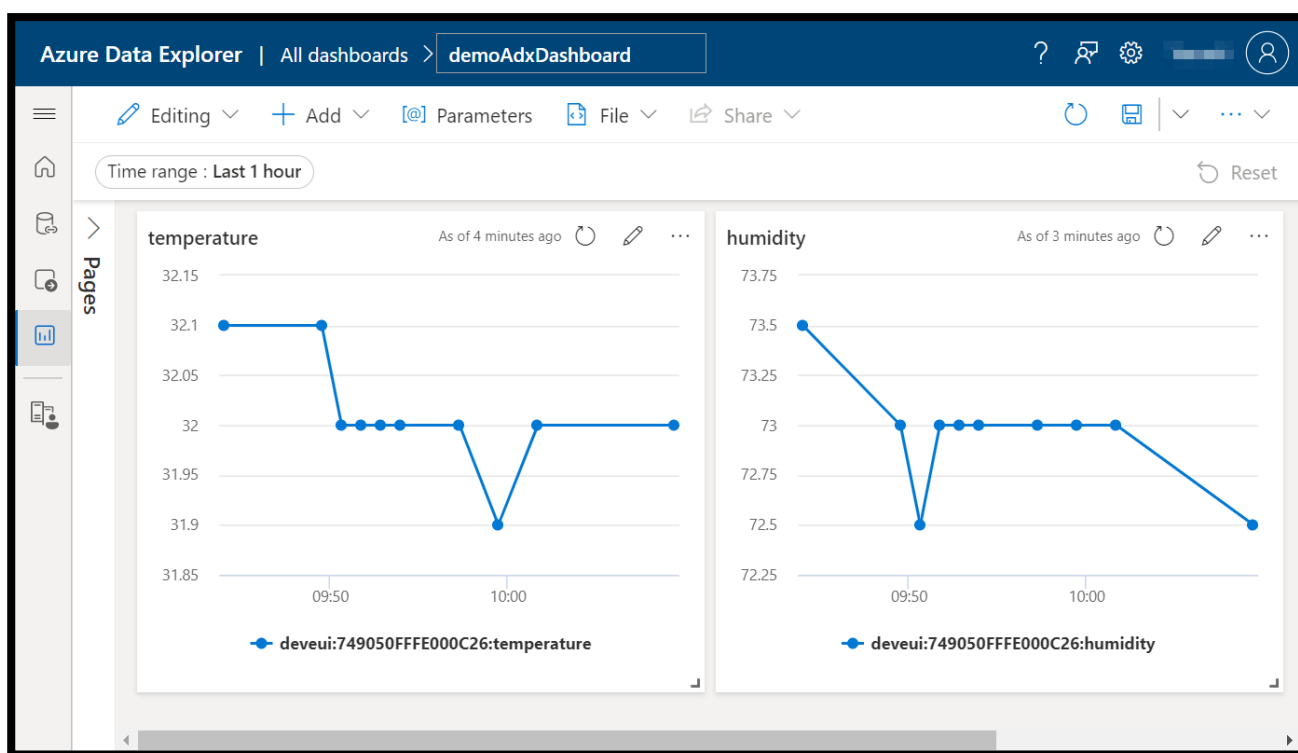 Azure Data Explorer | All dashboards > demoAdxDashboard ?
Editing Add [@] Parameters File Share ...
Time range : Last 1 hour Reset
Pages
temperature As of 4 minutes ago ...
32.15
32.1
32.05
32
31.95
31.9
31.85
09:50 10:00
deveui:749050FFFE000C26:temperature
humidity As of 3 minutes ago ...
73.75
73.5
73.25
73
72.75
72.5
72.25
09:50 10:00
deveui:749050FFFE000C26:humidity